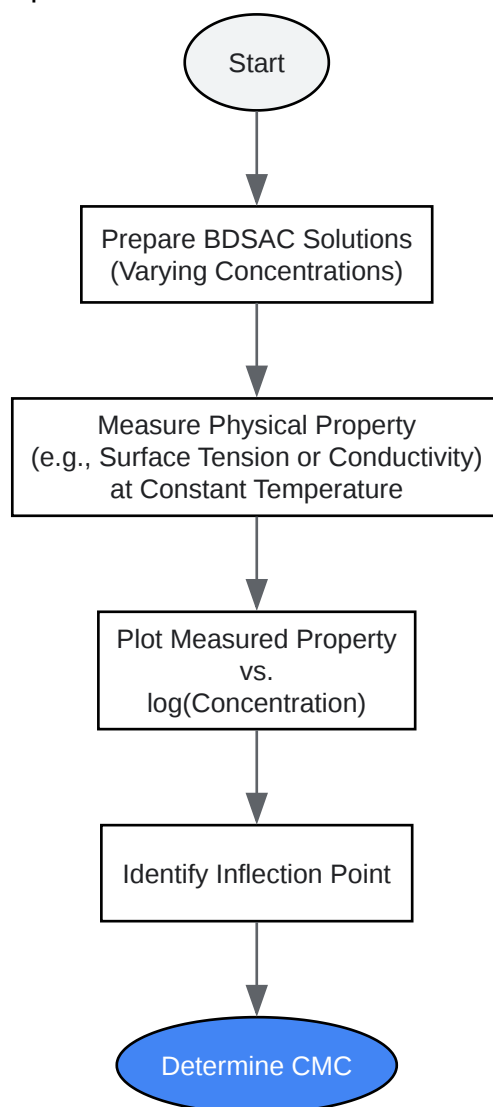 Start
Prepare BDSAC Solutions
(Varying Concentrations)
Measure Physical Property
(e.g., Surface Tension or Conductivity)
at Constant Temperature
Plot Measured Property
vs.
log(Concentration)
Identify Inflection Point
Determine CMC